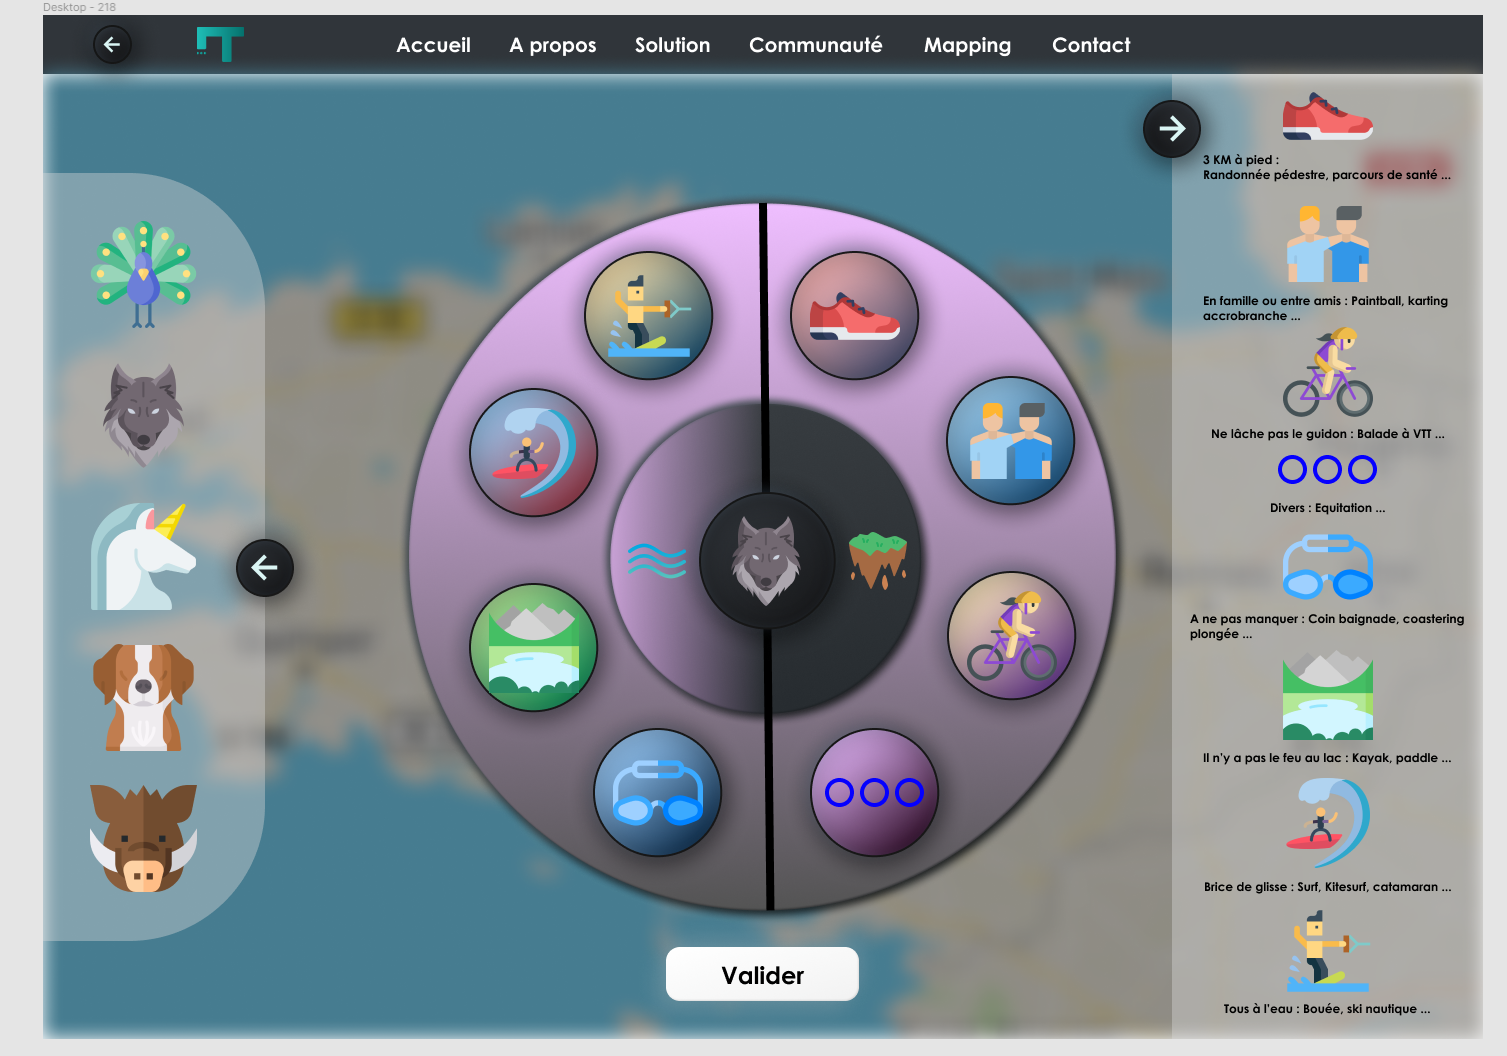 Desktop - 218
Accueil
A propos
Solution
Communauté
Mapping
Contact
3 KM à pied :
Randonnée pédestre, parcours de santé ...
En famille ou entre amis : Paintball, karting
accrobranche ...
Ne lâche pas le guidon : Balade à VTT ...
Divers : Equitation ...
A ne pas manquer : Coin baignade, coastering
plongée ...
Il n'y a pas le feu au lac : Kayak, paddle ...
Brice de glisse : Surf, Kitesurf, catamaran ...
Tous à l'eau : Bouée, ski nautique ...
Valider